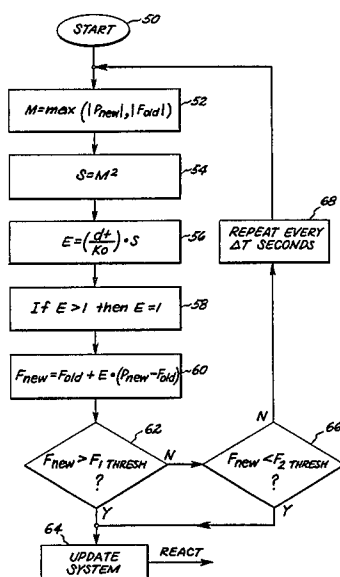 START
50
M=max (|Pnew|,|Fold|)
52
S=M²
54
E=(dt/Ko)•S
56
If E>1 then E=1
58
Fnew=Fold+E•(Pnew-Fold)
60
62
Fnew>F1 THRESH
?
N
Y
66
Fnew<F2 THRESH
?
N
Y
68
REPEAT EVERY
ΔT SECONDS
64
UPDATE
SYSTEM
REACT